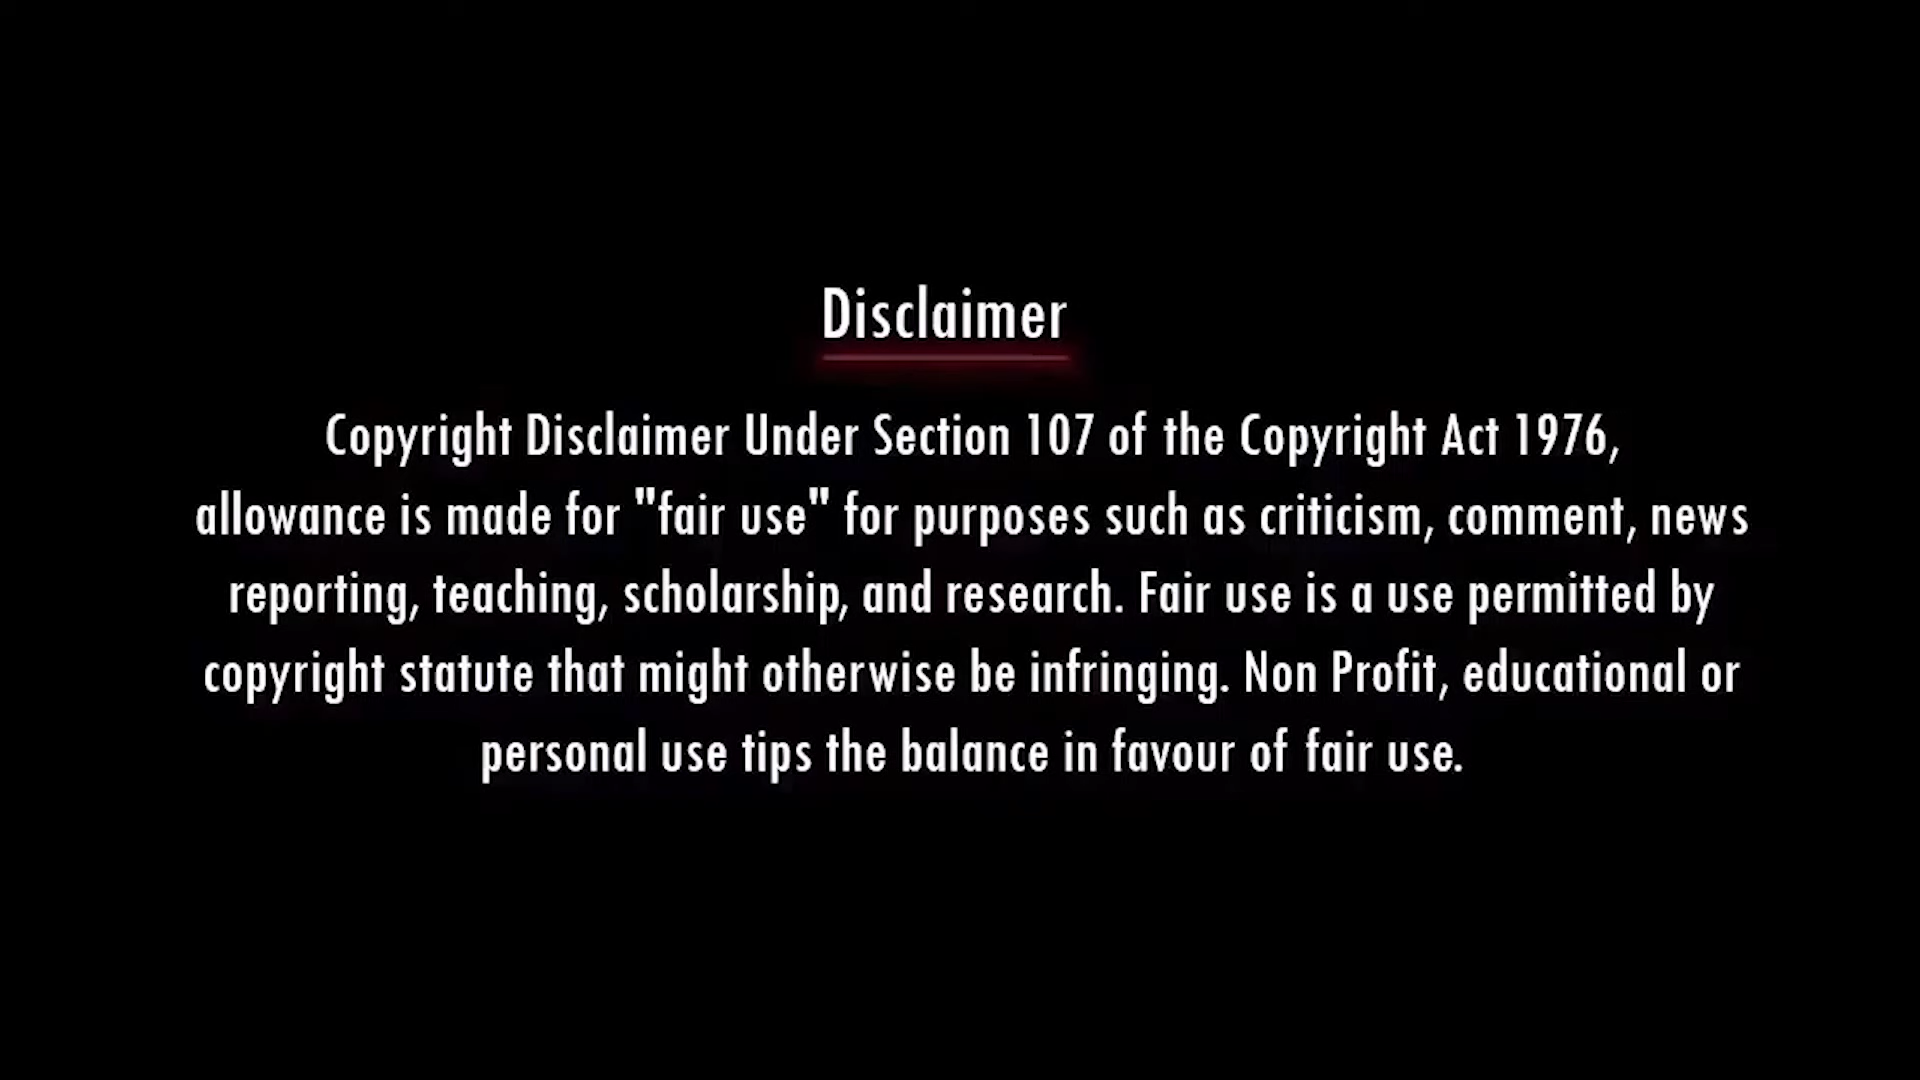 Disclaimer
Copyright Disclaimer Under Section 107 of the Copyright Act 1976,
allowance is made for "fair use" for purposes such as criticism, comment, news
reporting, teaching, scholarship, and research. Fair use is a use permitted by
copyright statute that might otherwise be infringing. Non Profit, educational or
personal use tips the balance in favour of fair use.